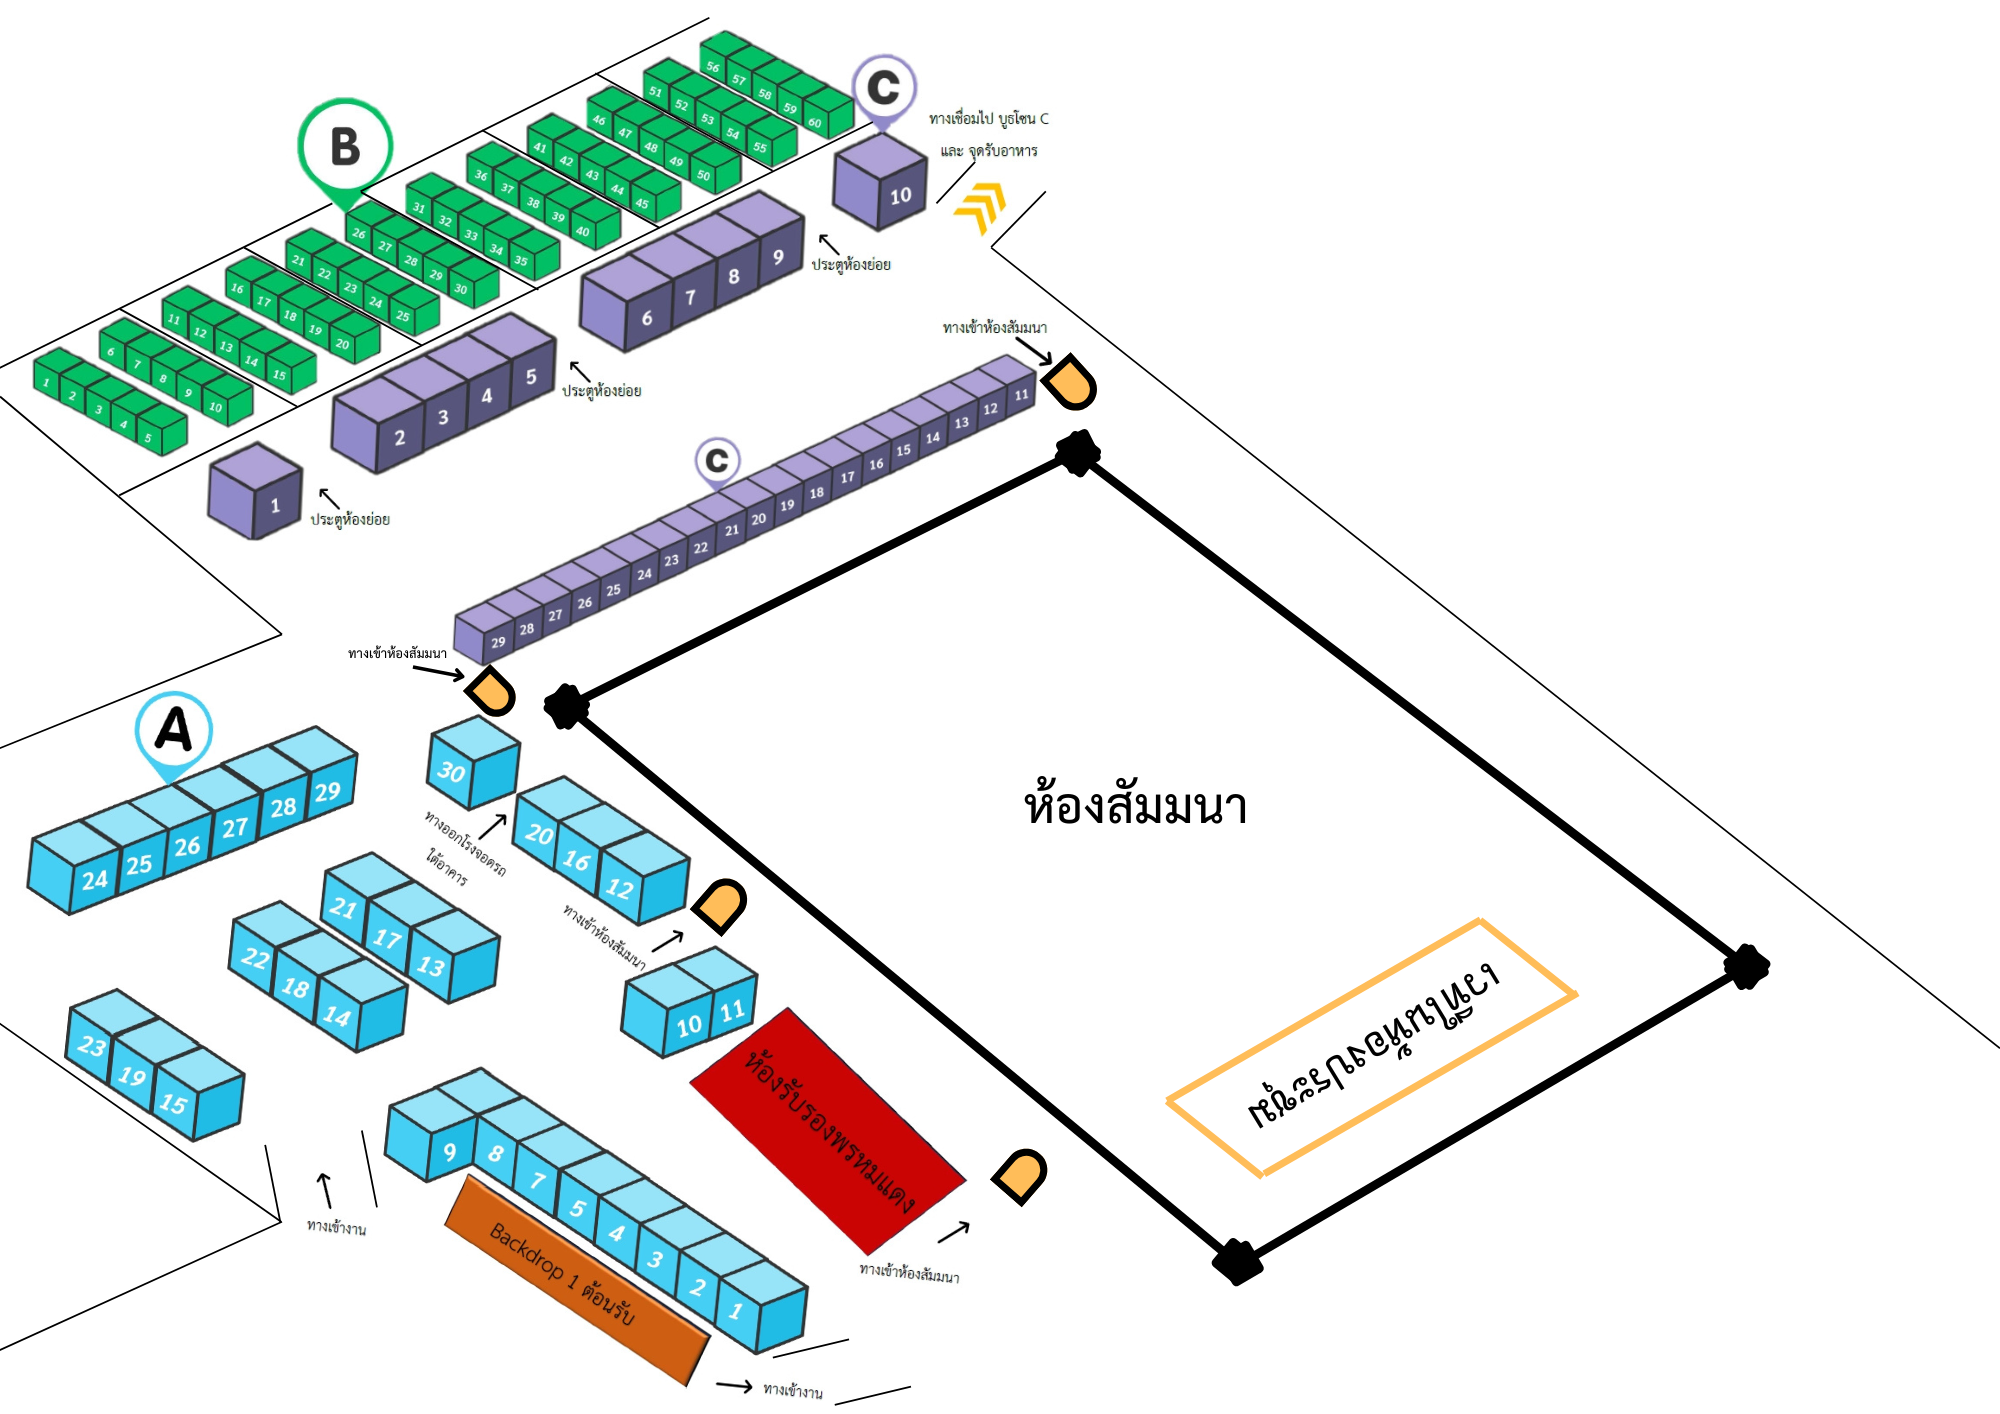 56 57 58 59 60
51 52 53 54 55
46 47 48 49 50
41 42 43 44 45
36 37 38 39 40
31 32 33 34 35
26 27 28 29 30
21 22 23 24 25
16 17 18 19 20
11 12 13 14 15
6 7 8 9 10
1 2 3 4 5
B
C
ทางเชื่อมไป บูธโซน C
และ จุดรับอาหาร
10
6 7 8 9
ประตูห้องย่อย
2 3 4 5
ประตูห้องย่อย
1
ประตูห้องย่อย
ทางเข้าห้องสัมมนา
C
29 28 27 26 25 24 23 22 21 20 19 18 17 16 15 14 13 12 11
ทางเข้าห้องสัมมนา
A
24 25 26 27 28 29
30
ทางออกโรงจอดรถ
ใต้อาคาร
20 16 12
ทางเข้าห้องสัมมนา
21 17 13
22 18 14
23 19 15
10 11
ห้องสัมมนา
เวทีในห้องประชุม
ห้องรับรองพรหมแดง
9 8 7 5 4 3 2 1
Backdrop 1 ต้อนรับ
ทางเข้างาน
ทางเข้าห้องสัมมนา
ทางเข้างาน